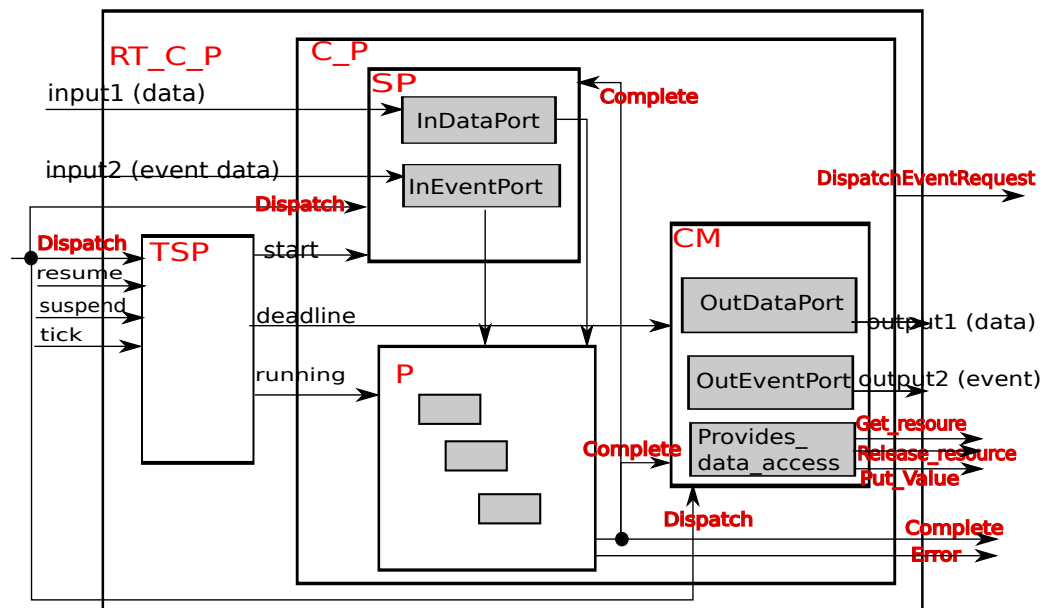 RT_C_P
C_P
SP
input1 (data)
InDataPort
Complete
input2 (event data)
InEventPort
DispatchEventRequest
Dispatch
Dispatch
TSP
start
CM
resume
suspend
tick
deadline
OutDataPort
output1 (data)
running
P
OutEventPort
output2 (event)
Get_resoure
Provides_
data_access
Complete
Release_resource
Put_Value
Dispatch
Complete
Error